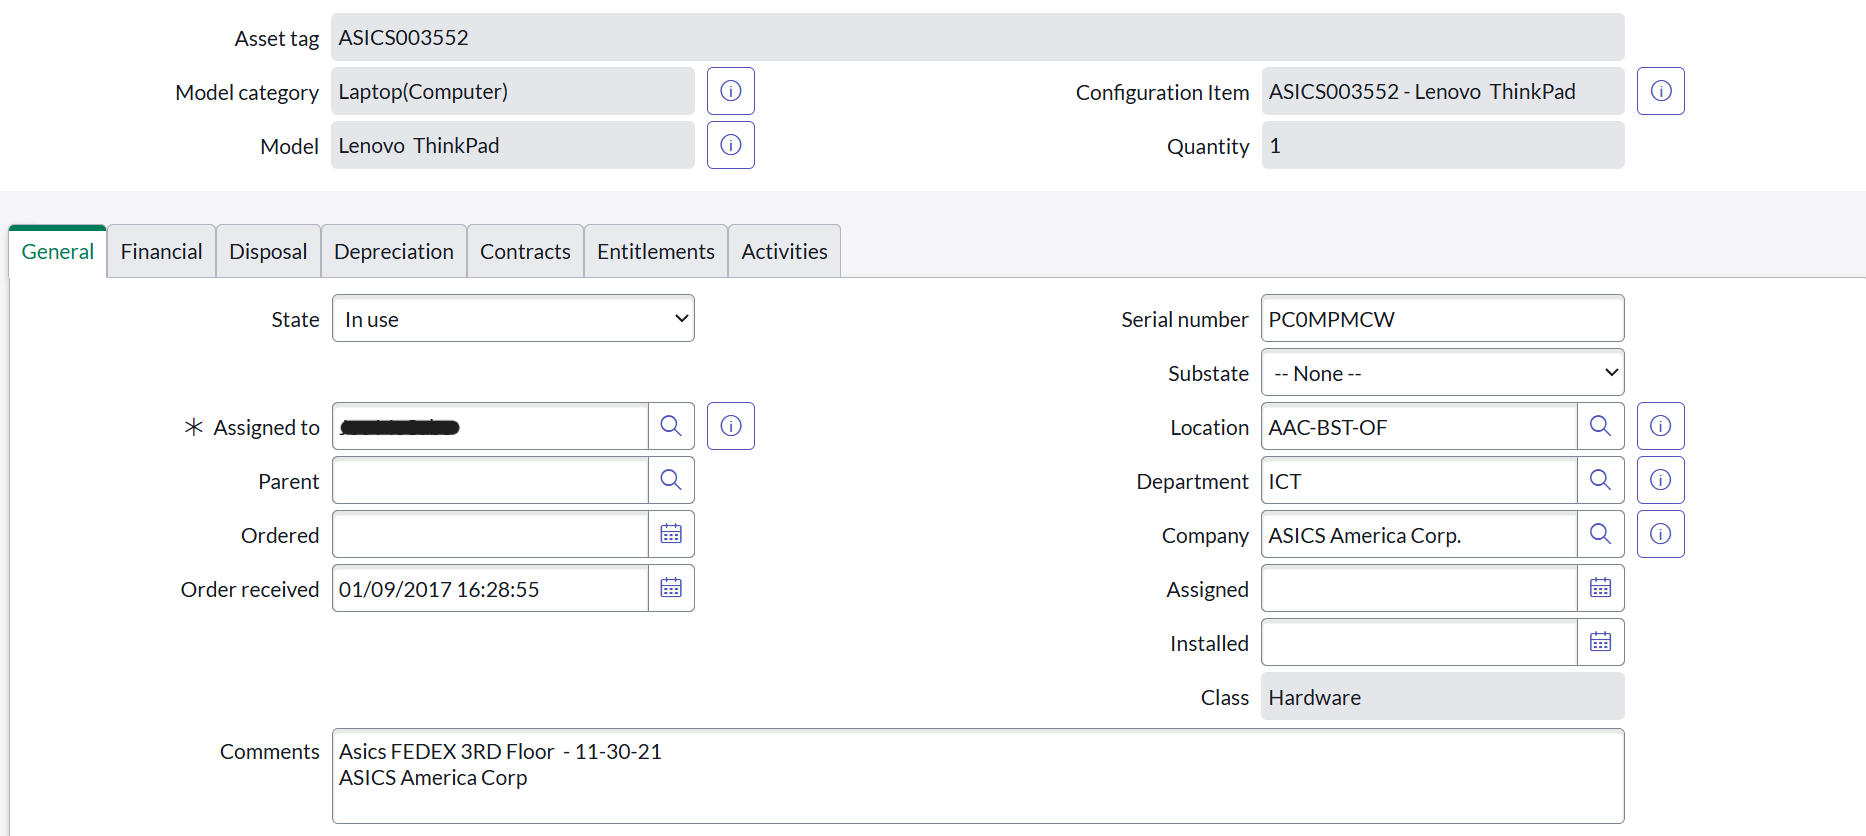 Asset tag ASICS003552
Model category Laptop(Computer) Configuration Item ASICS003552 - Lenovo  ThinkPad
Model Lenovo  ThinkPad Quantity 1
General Financial Disposal Depreciation Contracts Entitlements Activities
State In use Serial number PC0MPMCW
Substate -- None --
Assigned to Location AAC-BST-OF
Parent Department ICT
Ordered Company ASICS America Corp.
Order received 01/09/2017 16:28:55 Assigned
Installed
Class Hardware
Comments Asics FEDEX 3RD Floor  - 11-30-21
ASICS America Corp